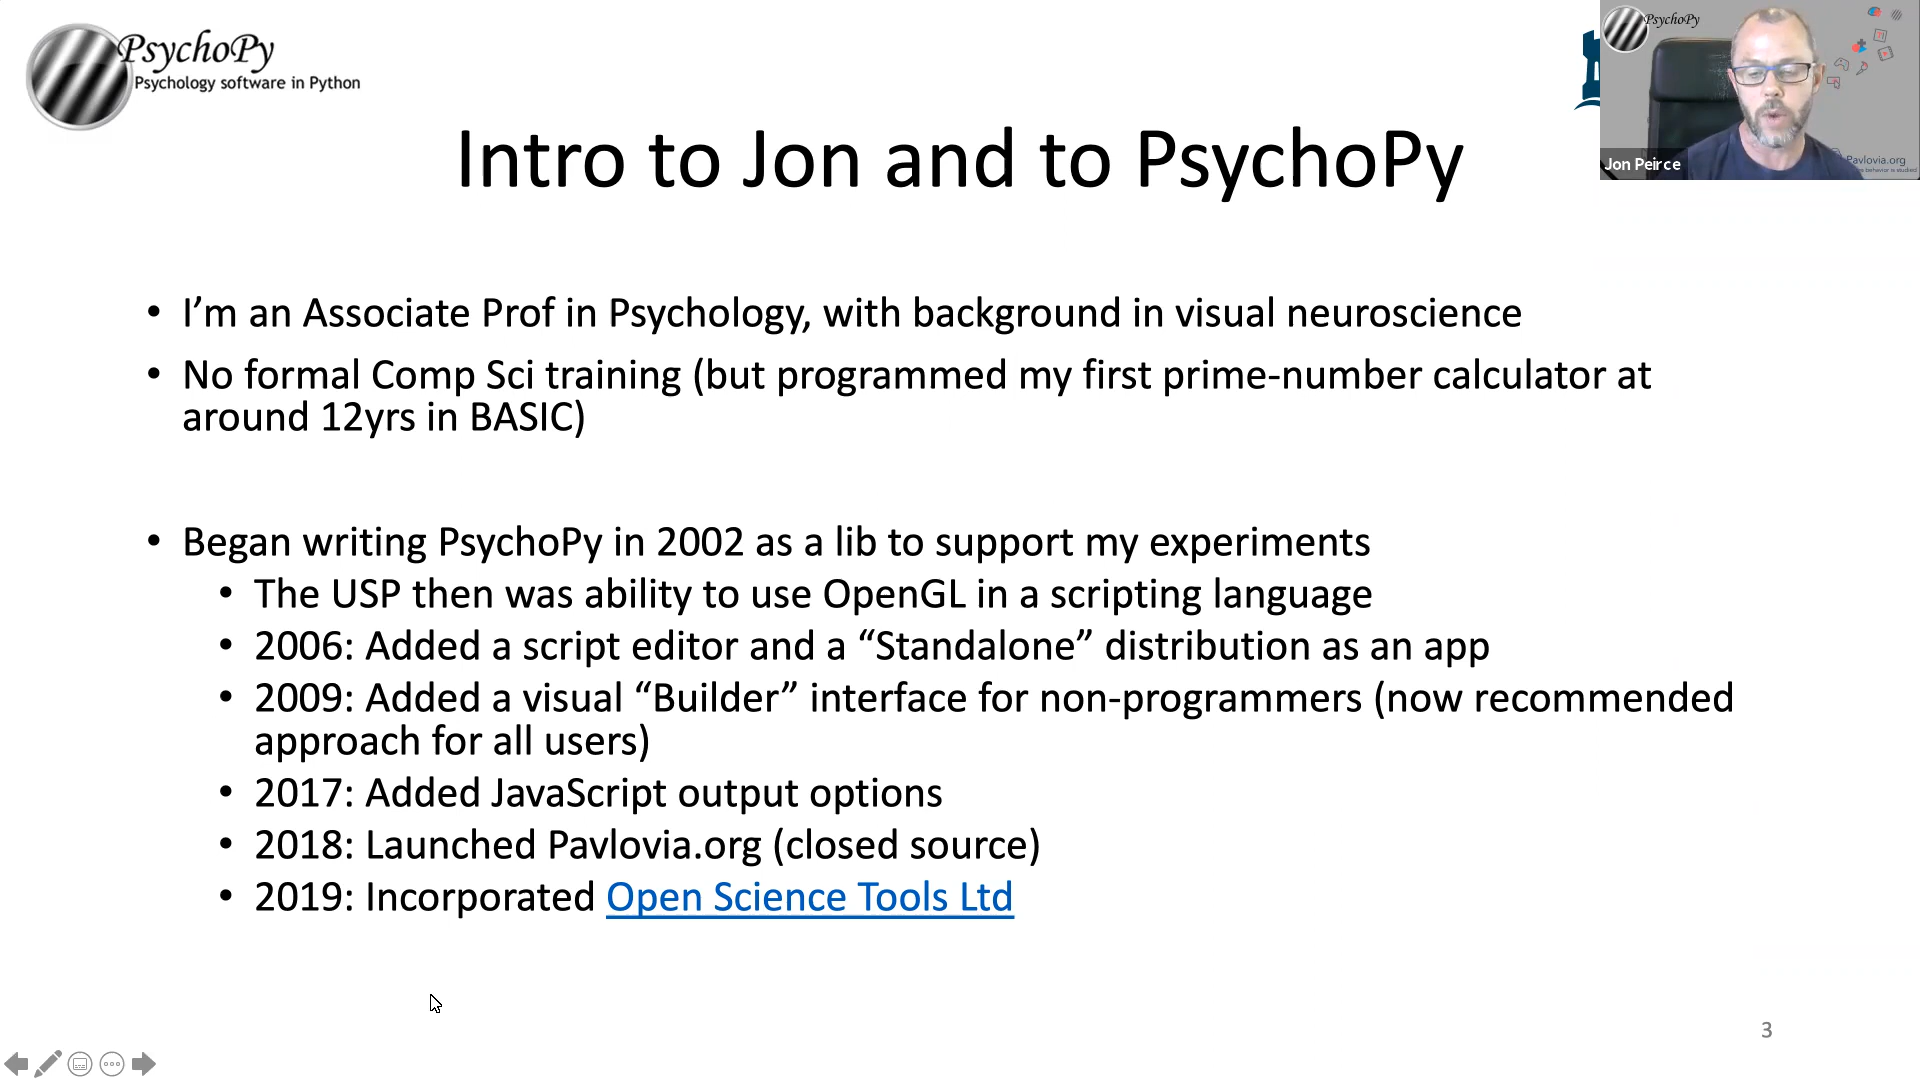 PsychoPy
Psychology software in Python
PsychoPy
Jon Peirce
Pavlovia.org
behavior is studied
Intro to Jon and to PsychoPy
• I’m an Associate Prof in Psychology, with background in visual neuroscience
• No formal Comp Sci training (but programmed my first prime-number calculator at
around 12yrs in BASIC)
• Began writing PsychoPy in 2002 as a lib to support my experiments
• The USP then was ability to use OpenGL in a scripting language
• 2006: Added a script editor and a “Standalone” distribution as an app
• 2009: Added a visual “Builder” interface for non-programmers (now recommended
approach for all users)
• 2017: Added JavaScript output options
• 2018: Launched Pavlovia.org (closed source)
• 2019: Incorporated Open Science Tools Ltd
3